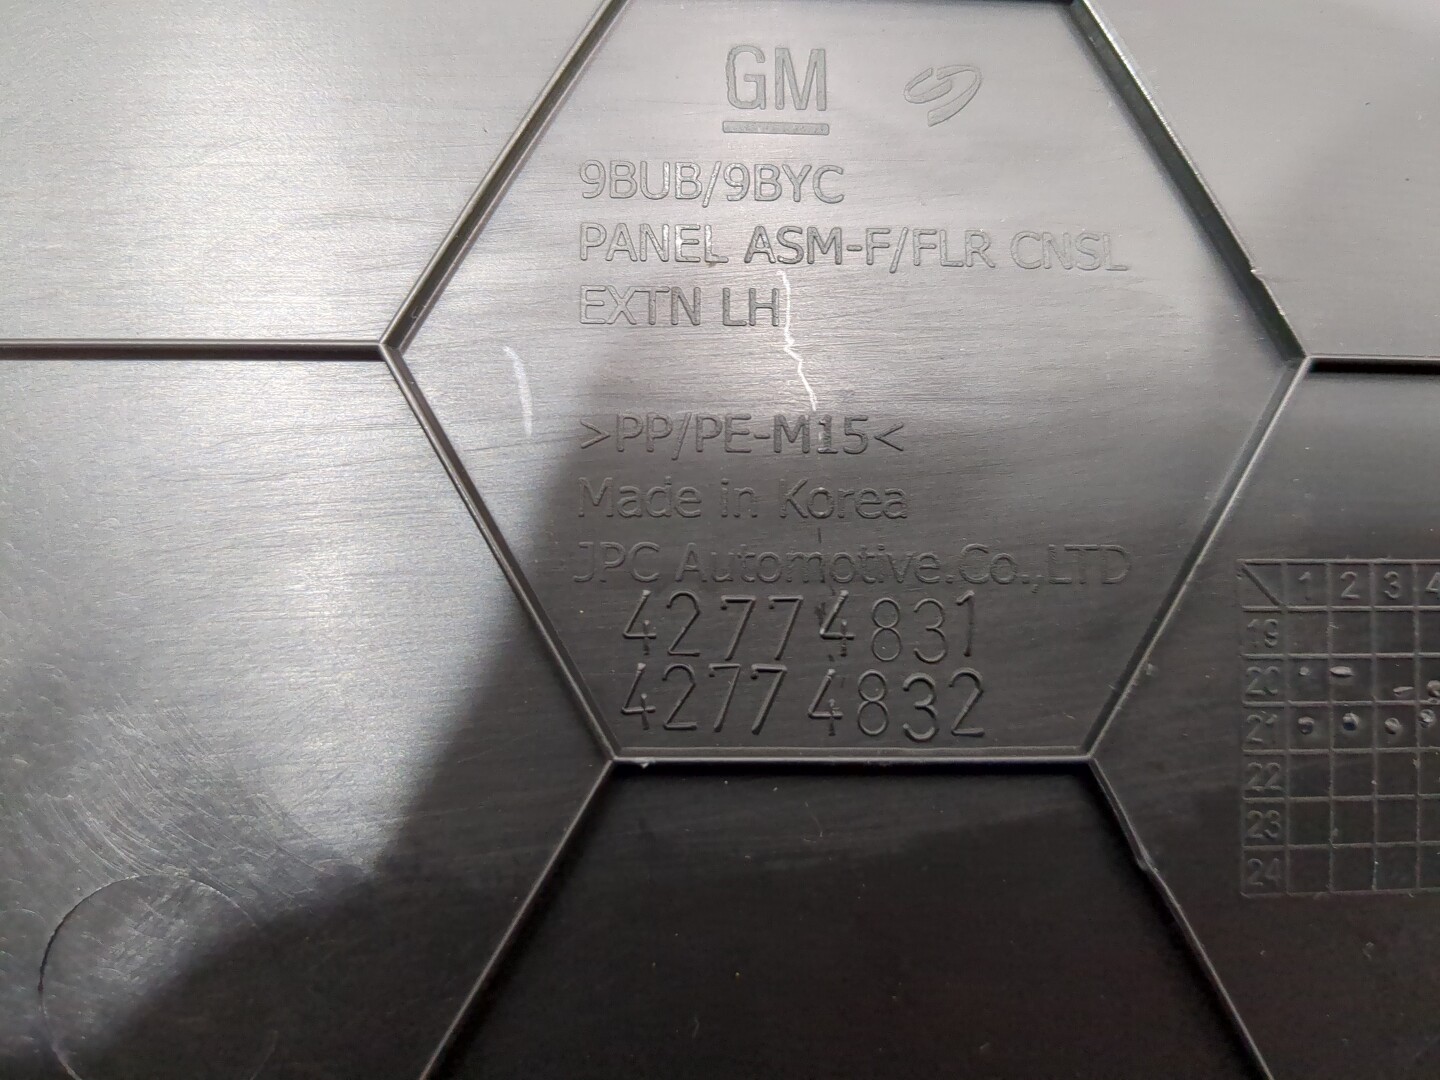 GM
9BUB/9BYC
PANEL ASM-F/FLR CNSL
EXTN LH
>PP/PE-M15<
Made in Korea
JPC Automotive.Co.,LTD
42774831
42774832
1 2 3 4
19
20
21
22
23
24